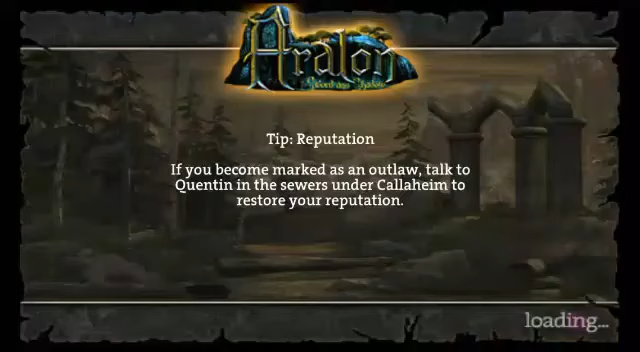 Aralon
Tip: Reputation
If you become marked as an outlaw, talk to
Quentin in the sewers under Callaheim to
restore your reputation.
loading...